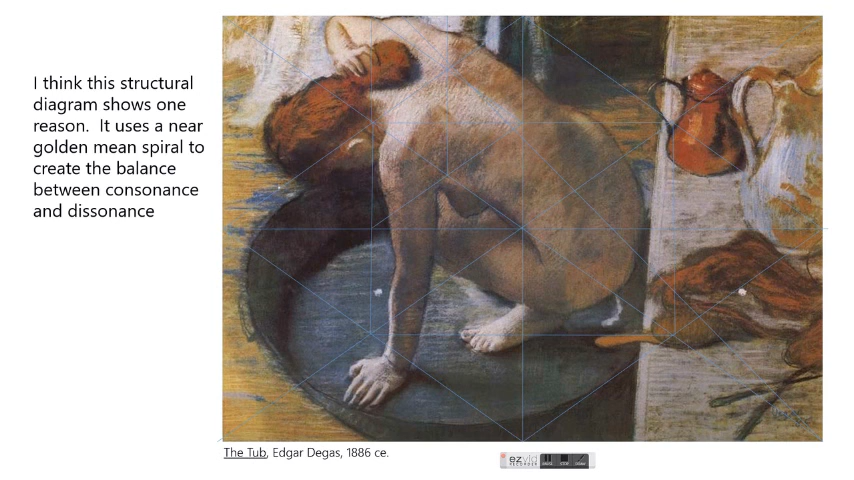 I think this structural
diagram shows one
reason. It uses a near
golden mean spiral to
create the balance
between consonance
and dissonance
The Tub, Edgar Degas, 1886 ce.
ezvid
RECORDER